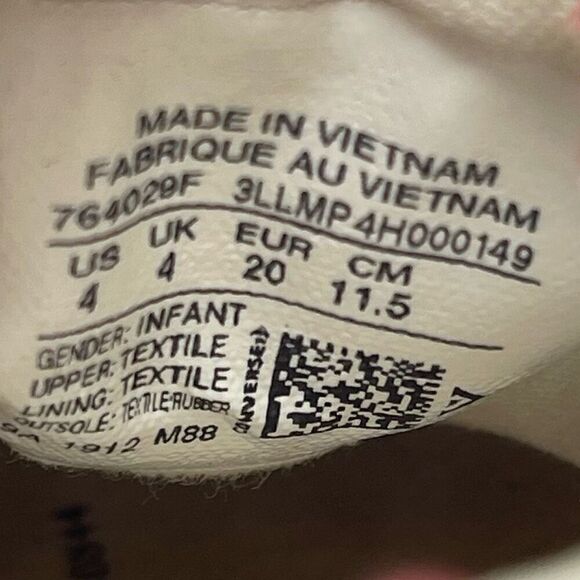 MADE IN VIETNAM
FABRIQUE AU VIETNAM
764029F 3LLMP4H000149
US UK EUR CM
4 4 20 11.5
GENDER: INFANT
UPPER: TEXTILE
LINING: TEXTILE
OUTSOLE: TEXTILE/RUBBER
1912 M88
CONVERSE